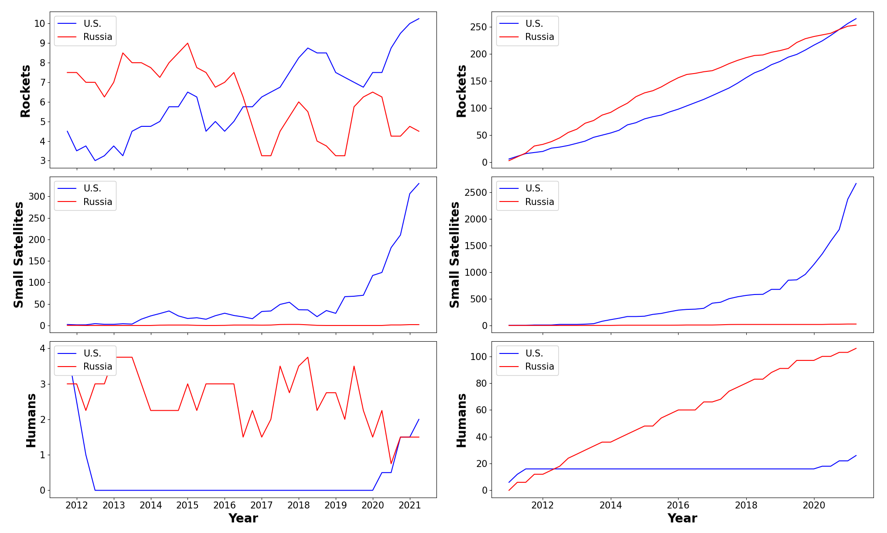 Rockets
10
9
8
7
6
5
4
3
U.S.
Russia
Rockets
250
200
150
100
50
0
U.S.
Russia
Small Satellites
300
250
200
150
100
50
0
U.S.
Russia
Small Satellites
2500
2000
1500
1000
500
0
U.S.
Russia
Humans
4
3
2
1
0
U.S.
Russia
2012 2013 2014 2015 2016 2017 2018 2019 2020 2021
Year
Humans
100
80
60
40
20
0
U.S.
Russia
2012 2014 2016 2018 2020
Year